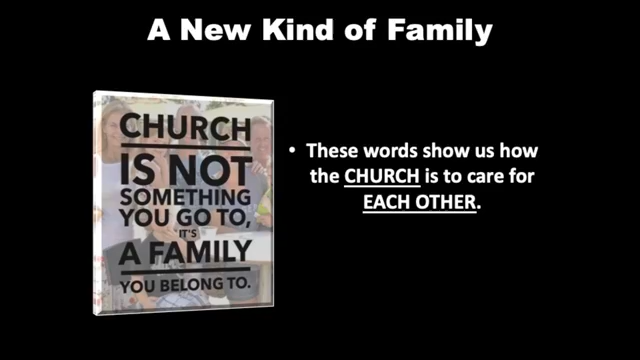 A New Kind of Family
CHURCH
IS NOT
SOMETHING
YOU GO TO,
IT'S
A FAMILY
YOU BELONG TO.
• These words show us how
the CHURCH is to care for
EACH OTHER.